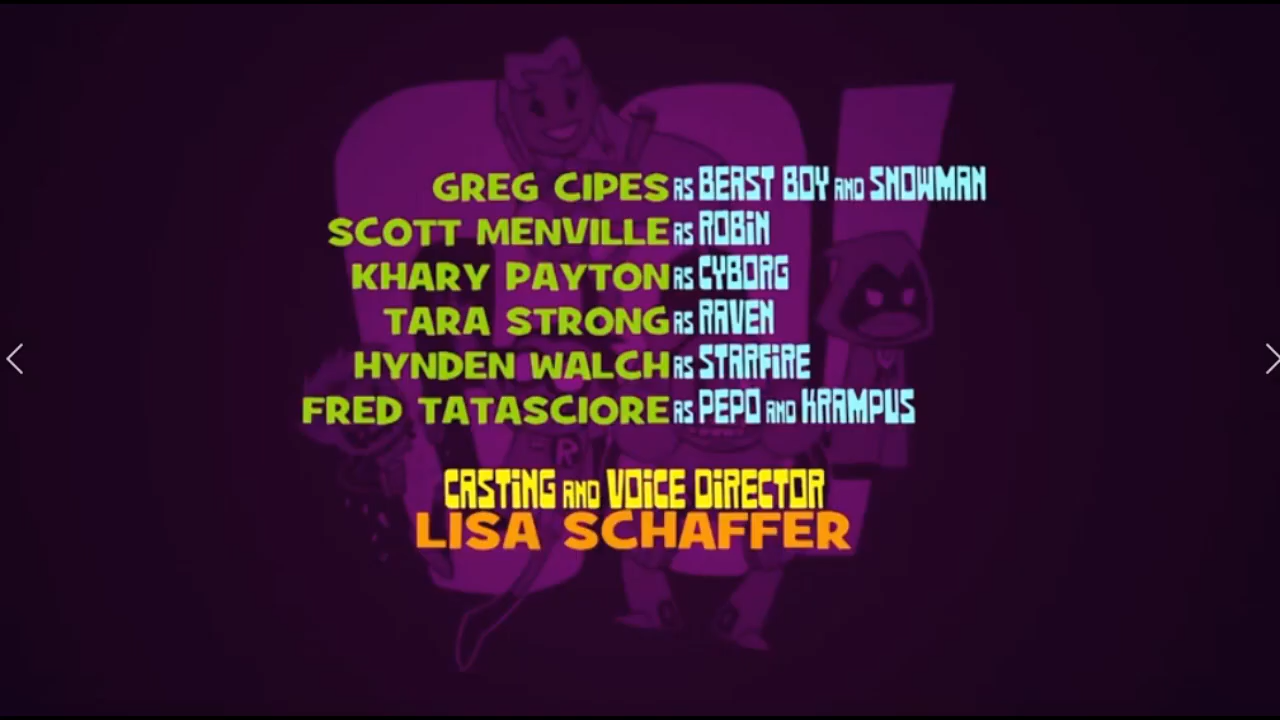 GREG CIPES AS BEAST BOY AND SNOWMAN
SCOTT MENVILLE AS ROBIN
KHARY PAYTON AS CYBORG
TARA STRONG AS RAVEN
HYNDEN WALCH AS STARFIRE
FRED TATASCIORE AS PEPO AND KRAMPUS
CASTING AND VOICE DIRECTOR
LISA SCHAFFER
GO!
R